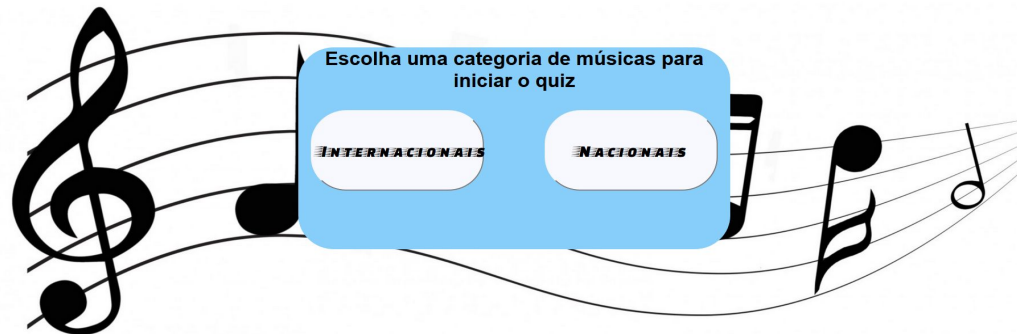 Escolha uma categoria de músicas para
iniciar o quiz
Internacionais
Nacionais